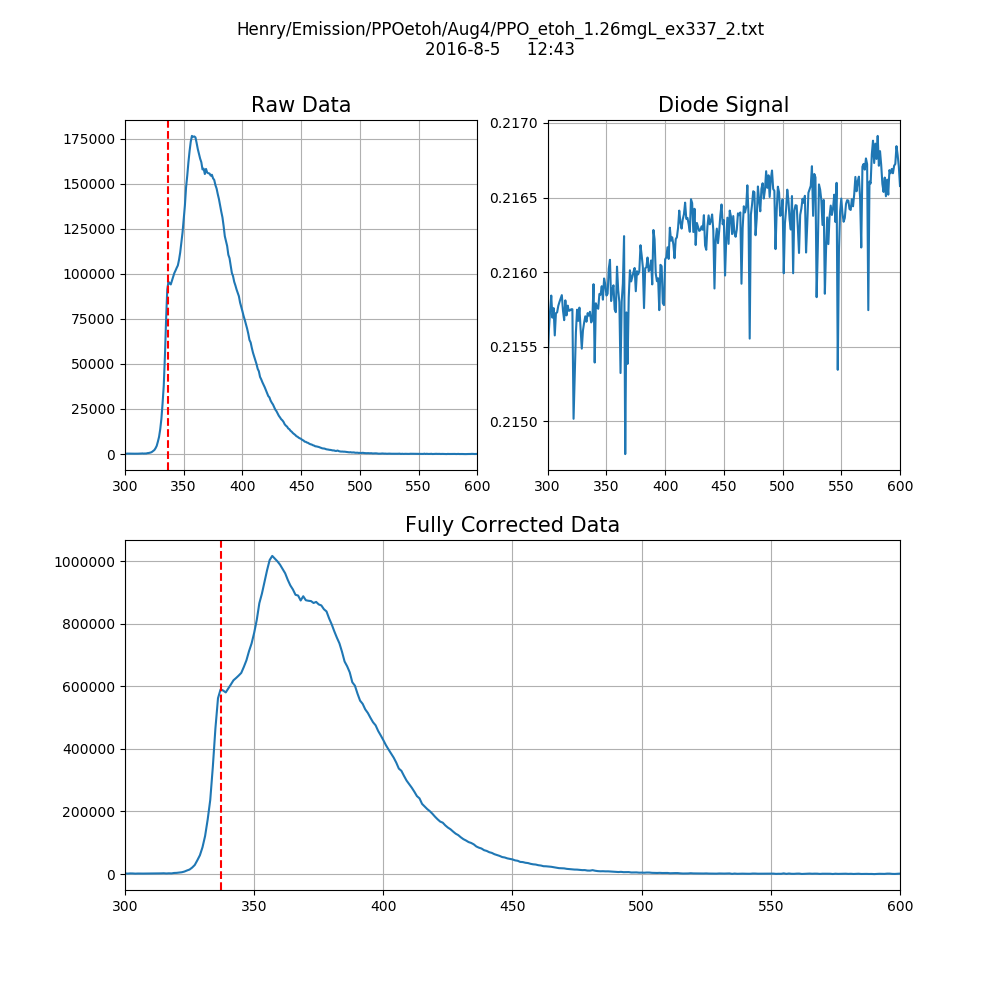 Henry/Emission/PPOetoh/Aug4/PPO_etoh_1.26mgL_ex337_2.txt
2016-8-5 12:43
Raw Data
175000
150000
125000
100000
75000
50000
25000
0
300 350 400 450 500 550 600
Diode Signal
0.2170
0.2165
0.2160
0.2155
0.2150
300 350 400 450 500 550 600
Fully Corrected Data
1000000
800000
600000
400000
200000
0
300 350 400 450 500 550 600